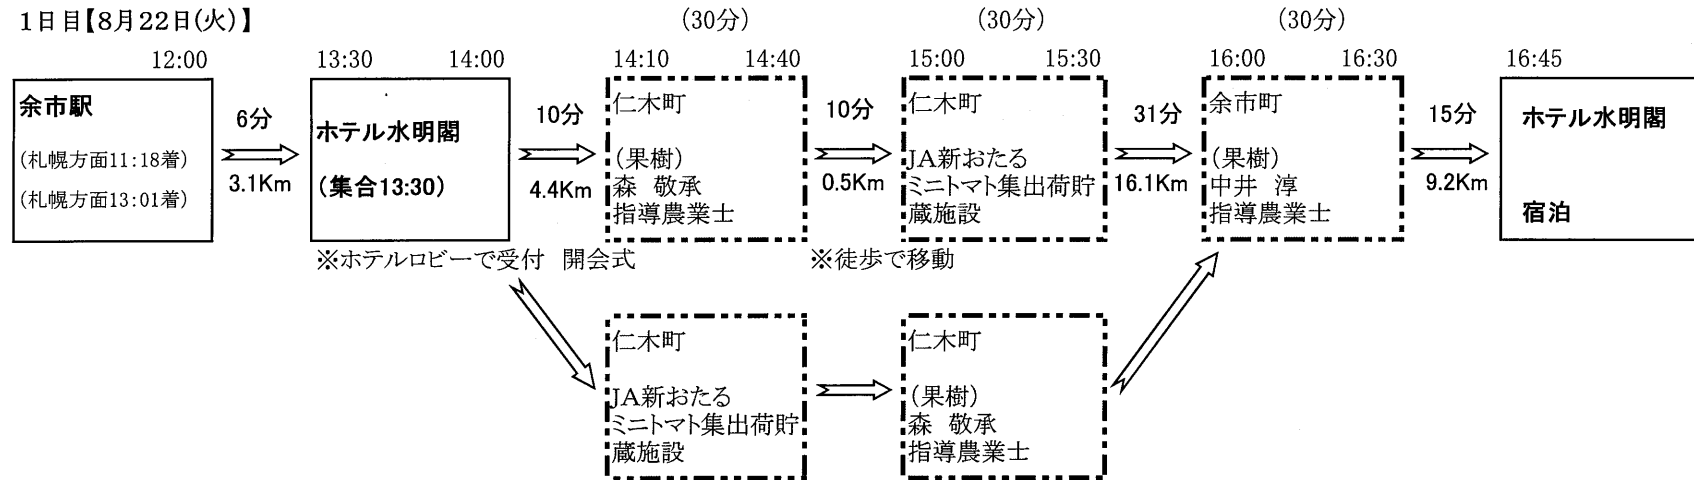 1日目【8月22日(火)】
(30分) (30分) (30分)
12:00 13:30 14:00 14:10 14:40 15:00 15:30 16:00 16:30 16:45
余市駅
(札幌方面11:18着)
(札幌方面13:01着)
6分
3.1Km
ホテル水明閣
(集合13:30)
※ホテルロビーで受付 開会式
10分
4.4Km
仁木町
(果樹)
森 敬承
指導農業士
10分
0.5Km
※徒歩で移動
仁木町
JA新おたる
ミニトマト集出荷貯
蔵施設
31分
16.1Km
余市町
(果樹)
中井 淳
指導農業士
15分
9.2Km
ホテル水明閣
宿泊
仁木町
JA新おたる
ミニトマト集出荷貯
蔵施設
仁木町
(果樹)
森 敬承
指導農業士